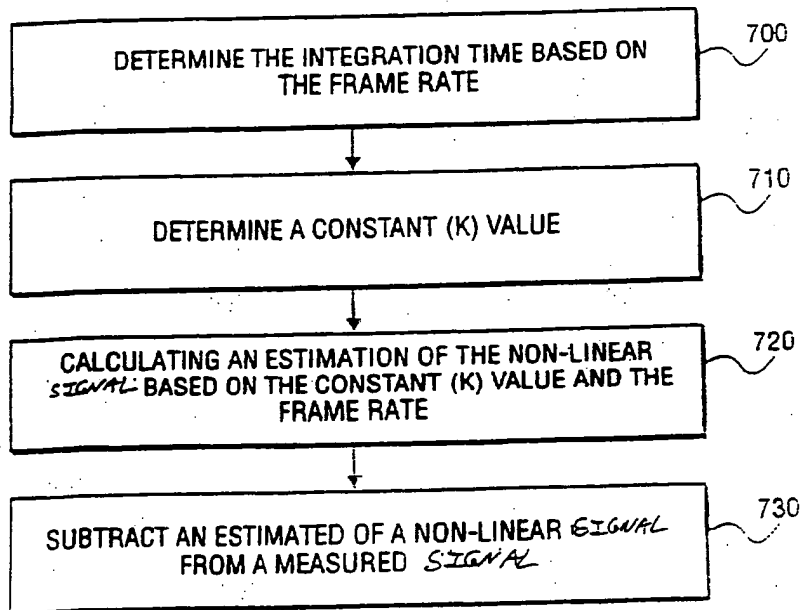 DETERMINE THE INTEGRATION TIME BASED ON
THE FRAME RATE
700
DETERMINE A CONSTANT (K) VALUE
710
CALCULATING AN ESTIMATION OF THE NON-LINEAR
SIGNAL BASED ON THE CONSTANT (K) VALUE AND THE
FRAME RATE
720
SUBTRACT AN ESTIMATED OF A NON-LINEAR SIGNAL
FROM A MEASURED SIGNAL
730